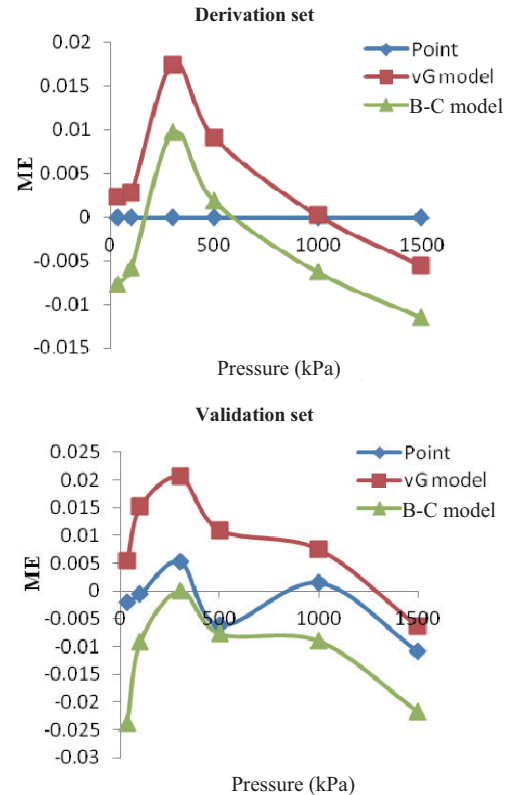 Derivation set
0.02
0.015
0.01
0.005
0
-0.005
-0.01
-0.015
ME
Point
vG model
B-C model
0 500 1000 1500
Pressure (kPa)
Validation set
0.025
0.02
0.015
0.01
0.005
0
-0.005
-0.01
-0.015
-0.02
-0.025
-0.03
ME
Point
vG model
B-C model
0 500 1000 1500
Pressure (kPa)